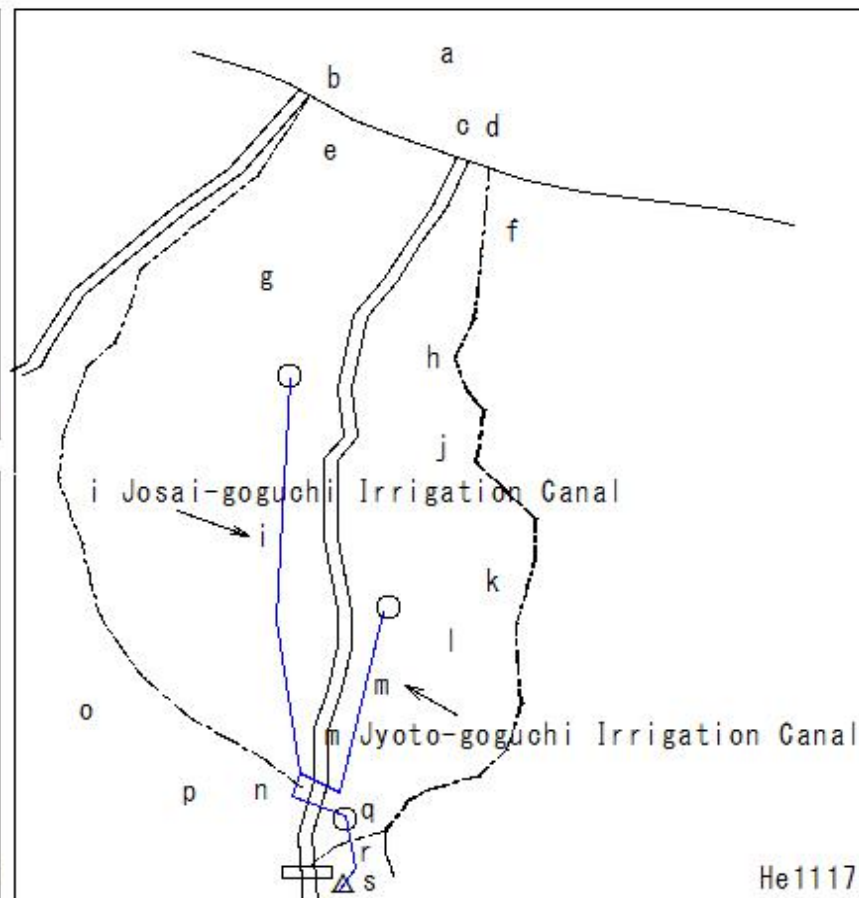 a
b
c d
e
f
g
h
j
i Josai-goguchi Irrigation Canal
i
k
l
m
o
m Jyoto-goguchi Irrigation Canal
p
n
q
r
s
He1117